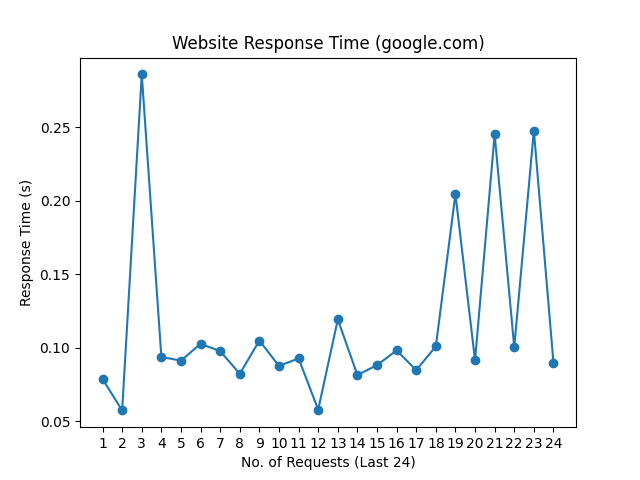 Website Response Time (google.com)
Response Time (s)
0.25
0.20
0.15
0.10
0.05
1 2 3 4 5 6 7 8 9 10 11 12 13 14 15 16 17 18 19 20 21 22 23 24
No. of Requests (Last 24)